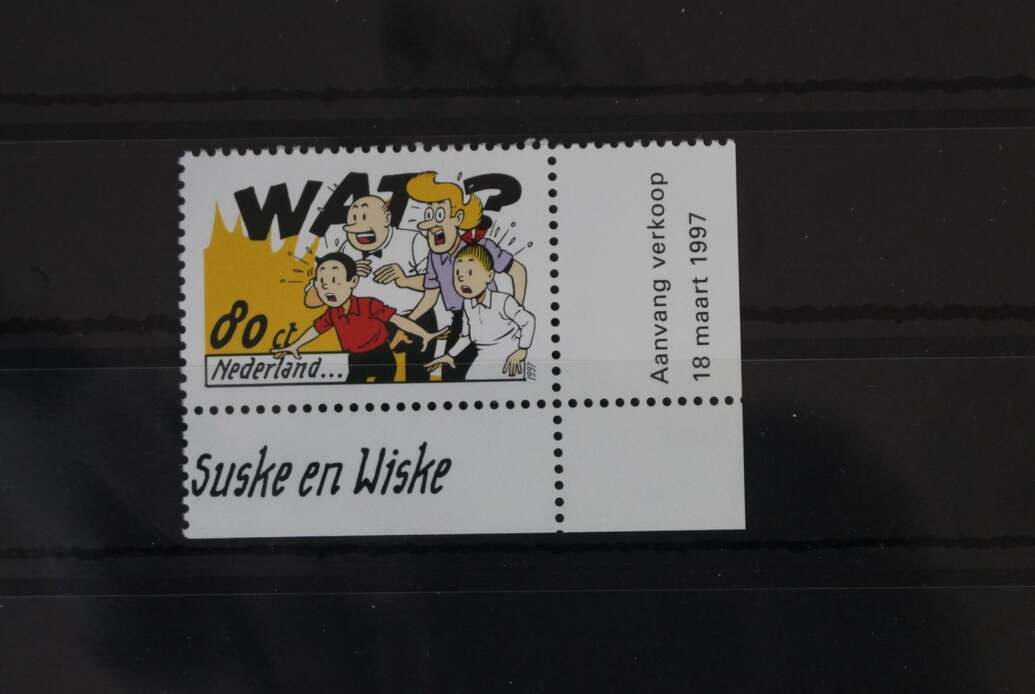 WAT?
80 ct
Nederland...
1997
Suske en Wiske
Aanvang verkoop
18 maart 1997